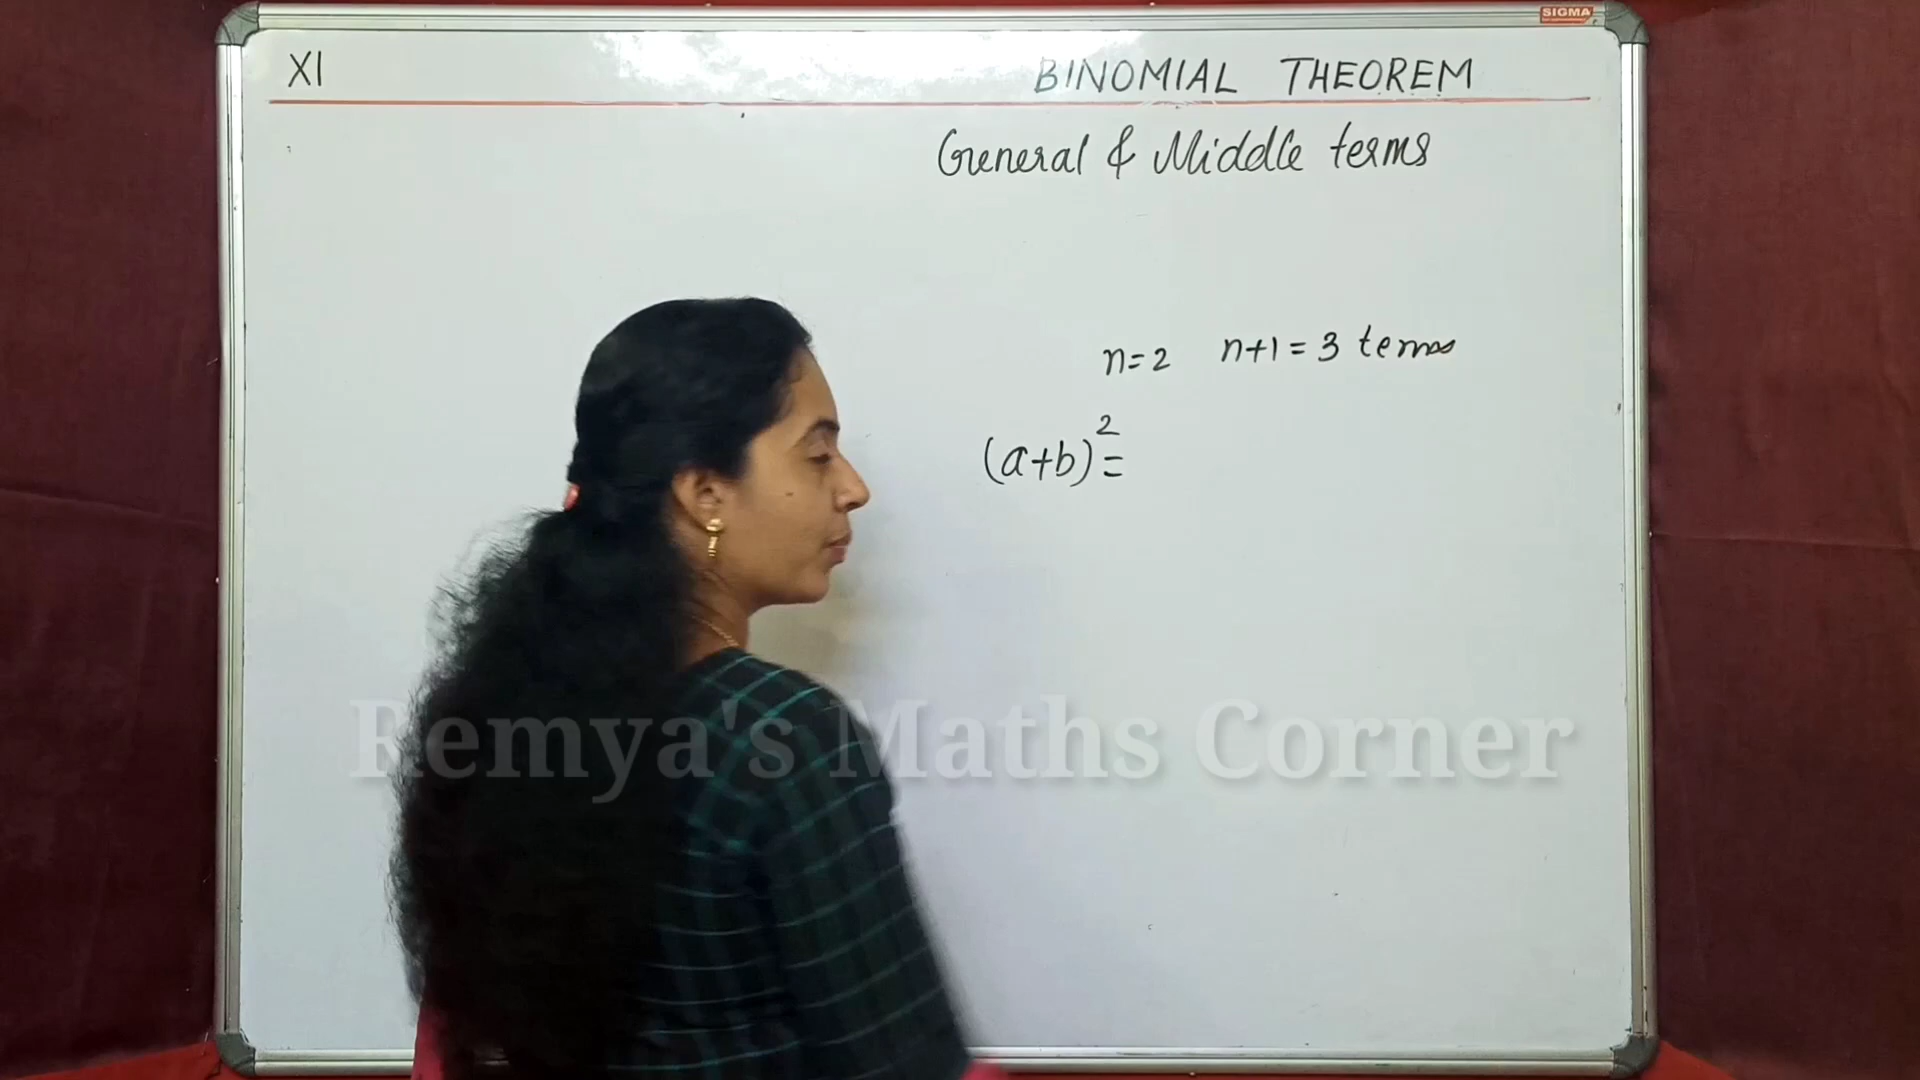 SIGMA
XI
BINOMIAL THEOREM
General & Middle terms
n=2 n+1=3 terms
(a+b)²=
Remya's Maths Corner